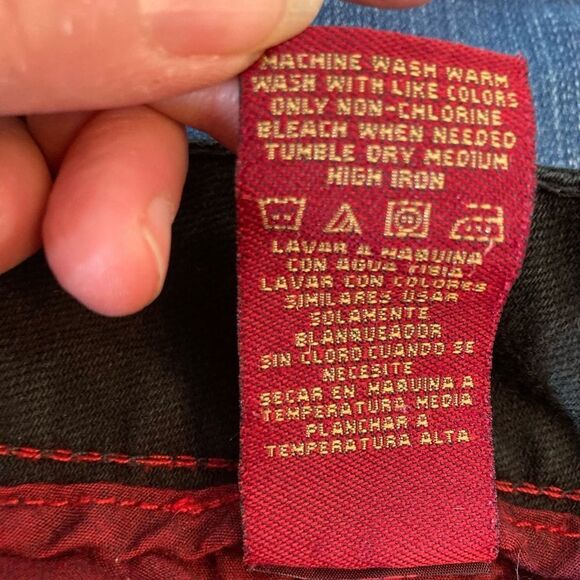 MACHINE WASH WARM
WASH WITH LIKE COLORS
ONLY NON-CHLORINE
BLEACH WHEN NEEDED
TUMBLE DRY MEDIUM
HIGH IRON
LAVAR A MAQUINA
CON AGUA TIBIA
LAVAR CON COLORES
SIMILARES USAR
SOLAMENTE
BLANQUEADOR
SIN CLORO CUANDO SE
NECESITE
SECAR EN MAQUINA A
TEMPERATURA MEDIA
PLANCHAR A
TEMPERATURA ALTA